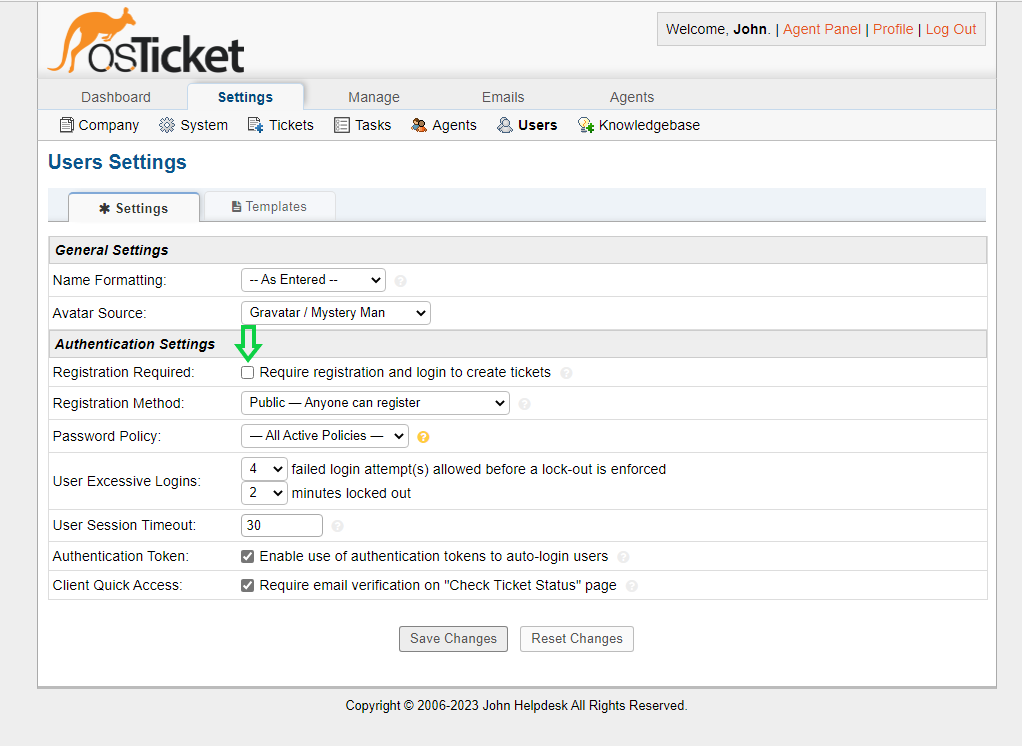 Welcome, John. | Agent Panel | Profile | Log Out
osTicket
Dashboard Settings Manage Emails Agents
Company System Tickets Tasks Agents Users Knowledgebase
Users Settings
Settings Templates
General Settings
Name Formatting: -- As Entered --
Avatar Source: Gravatar / Mystery Man
Authentication Settings
Registration Required: Require registration and login to create tickets
Registration Method: Public — Anyone can register
Password Policy: — All Active Policies —
User Excessive Logins: 4 failed login attempt(s) allowed before a lock-out is enforced
2 minutes locked out
User Session Timeout: 30
Authentication Token: Enable use of authentication tokens to auto-login users
Client Quick Access: Require email verification on "Check Ticket Status" page
Save Changes Reset Changes
Copyright © 2006-2023 John Helpdesk All Rights Reserved.